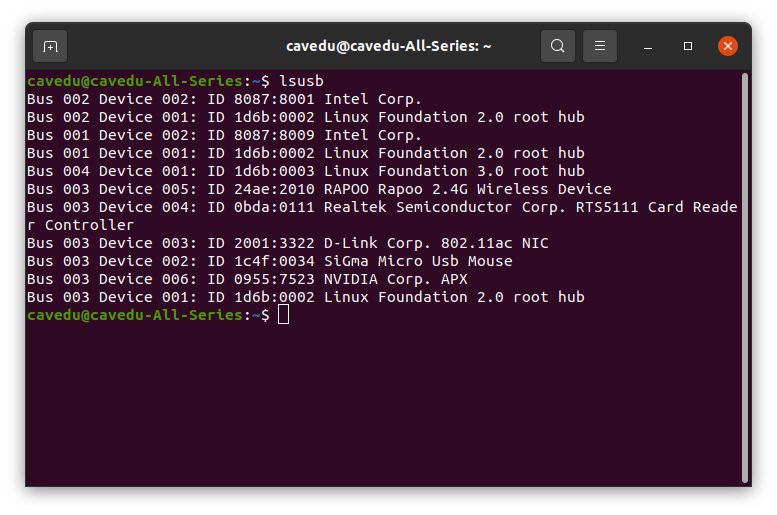 cavedu@cavedu-All-Series: ~
cavedu@cavedu-All-Series:~$ lsusb
Bus 002 Device 002: ID 8087:8001 Intel Corp.
Bus 002 Device 001: ID 1d6b:0002 Linux Foundation 2.0 root hub
Bus 001 Device 002: ID 8087:8009 Intel Corp.
Bus 001 Device 001: ID 1d6b:0002 Linux Foundation 2.0 root hub
Bus 004 Device 001: ID 1d6b:0003 Linux Foundation 3.0 root hub
Bus 003 Device 005: ID 24ae:2010 RAPOO Rapoo 2.4G Wireless Device
Bus 003 Device 004: ID 0bda:0111 Realtek Semiconductor Corp. RTS5111 Card Reade
r Controller
Bus 003 Device 003: ID 2001:3322 D-Link Corp. 802.11ac NIC
Bus 003 Device 002: ID 1c4f:0034 SiGma Micro Usb Mouse
Bus 003 Device 006: ID 0955:7523 NVIDIA Corp. APX
Bus 003 Device 001: ID 1d6b:0002 Linux Foundation 2.0 root hub
cavedu@cavedu-All-Series:~$